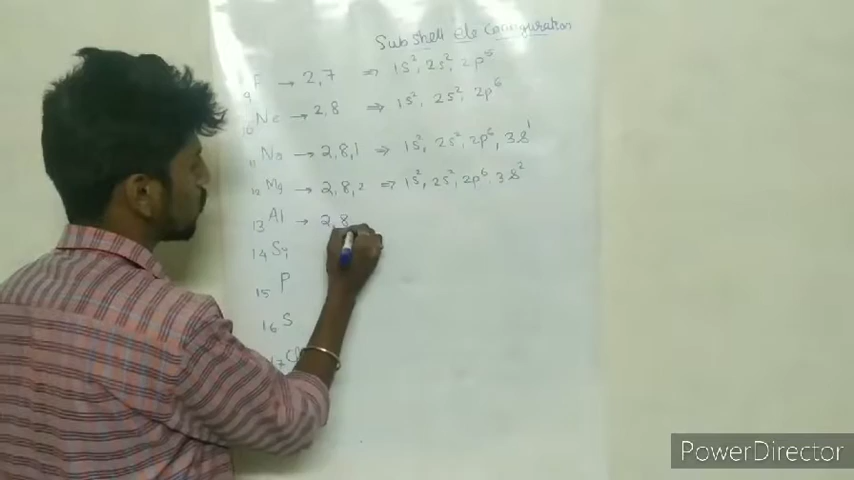 Sub Shell ele Configuration
9F → 2,7 ⇒ 1s², 2s², 2p⁵
10Ne → 2,8 ⇒ 1s², 2s², 2p⁶
11Na → 2,8,1 ⇒ 1s², 2s², 2p⁶, 3s¹
12Mg → 2,8,2 ⇒ 1s², 2s², 2p⁶, 3s²
13Al → 2,8
14Si
15P
16S
17Cl
PowerDirector